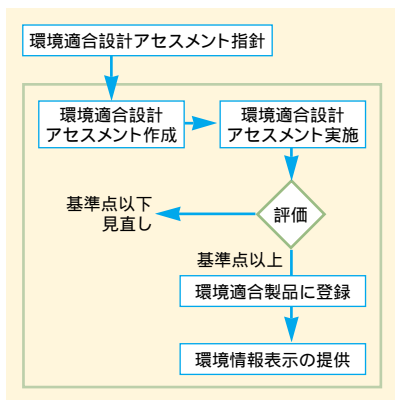 環境適合設計アセスメント指針
環境適合設計
アセスメント作成
環境適合設計
アセスメント実施
評価
基準点以下
見直し
基準点以上
環境適合製品に登録
環境情報表示の提供